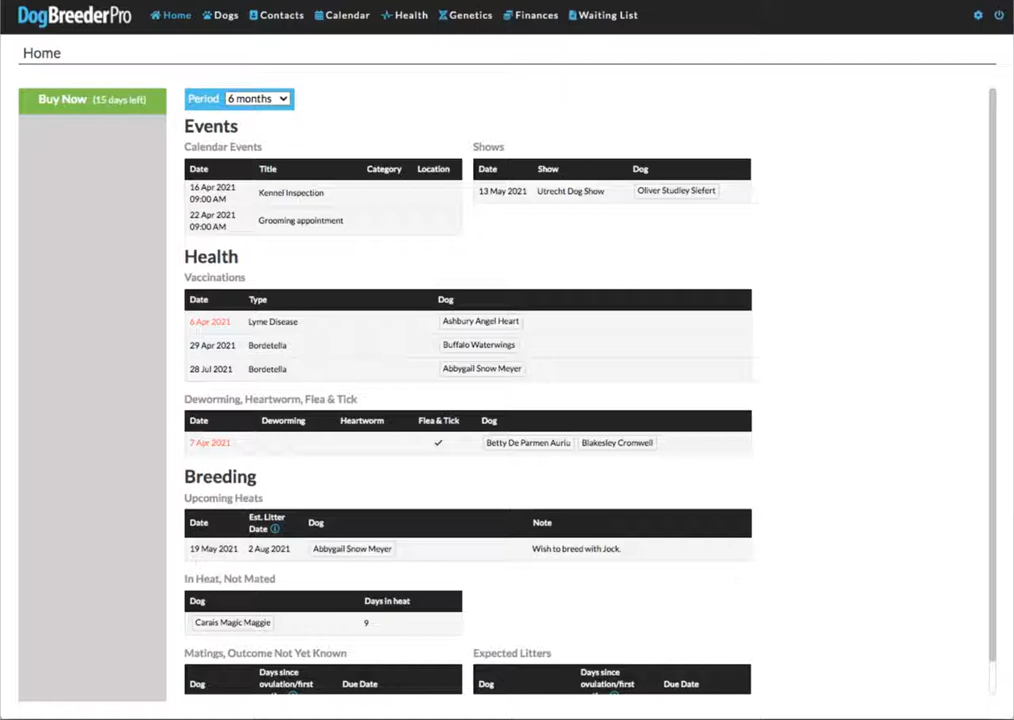 DogBreederPro Home Dogs Contacts Calendar Health Genetics Finances Waiting List
Home
Buy Now (15 days left)
Period 6 months
Events
Calendar Events
Date Title Category Location
16 Apr 2021 09:00 AM Kennel Inspection
22 Apr 2021 09:00 AM Grooming appointment
Shows
Date Show Dog
13 May 2021 Utrecht Dog Show Oliver Studley Siefert
Health
Vaccinations
Date Type Dog
6 Apr 2021 Lyme Disease Ashbury Angel Heart
29 Apr 2021 Bordetella Buffalo Waterwings
28 Jul 2021 Bordetella Abbygail Snow Meyer
Deworming, Heartworm, Flea & Tick
Date Deworming Heartworm Flea & Tick Dog
7 Apr 2021 ✓ Betty De Parmen Auriu Blakesley Cromwell
Breeding
Upcoming Heats
Date Est. Litter Date Dog Note
19 May 2021 2 Aug 2021 Abbygail Snow Meyer Wish to breed with Jock.
In Heat, Not Mated
Dog Days in heat
Carais Magic Maggie 9
Matings, Outcome Not Yet Known
Dog Days since ovulation/first Due Date
Expected Litters
Dog Days since ovulation/first Due Date